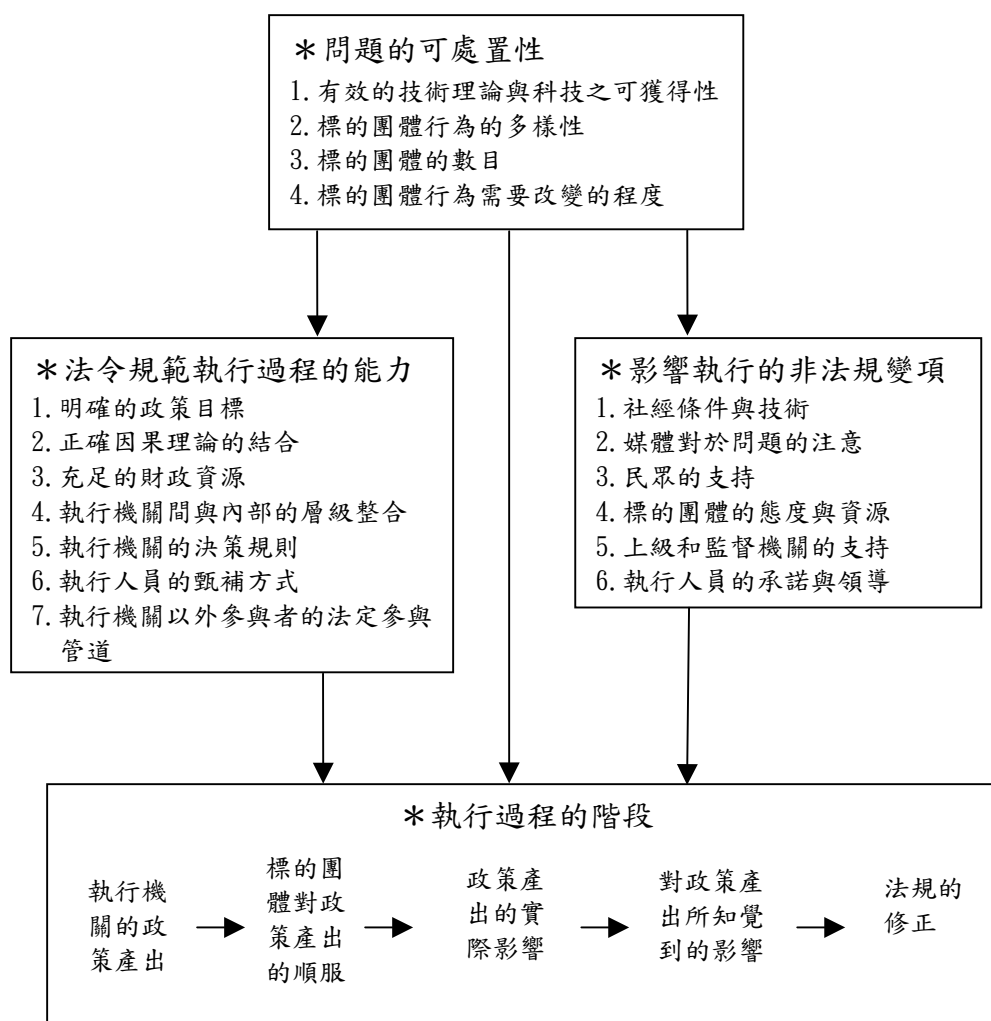 ＊問題的可處置性
1.有效的技術理論與科技之可獲得性
2.標的團體行為的多樣性
3.標的團體的數目
4.標的團體行為需要改變的程度
＊法令規范執行過程的能力
1.明確的政策目標
2.正確因果理論的結合
3.充足的財政資源
4.執行機關間與內部的層級整合
5.執行機關的決策規則
6.執行人員的甄補方式
7.執行機關以外參與者的法定參與
管道
＊影響執行的非法規變項
1.社經條件與技術
2.媒體對於問題的注意
3.民眾的支持
4.標的團體的態度與資源
5.上級和監督機關的支持
6.執行人員的承諾與領導
＊執行過程的階段
執行機
關的政
策產出
標的團
體對政
策產出
的順服
政策產
出的實
際影響
對政策產
出所知覺
到的影響
法規的
修正